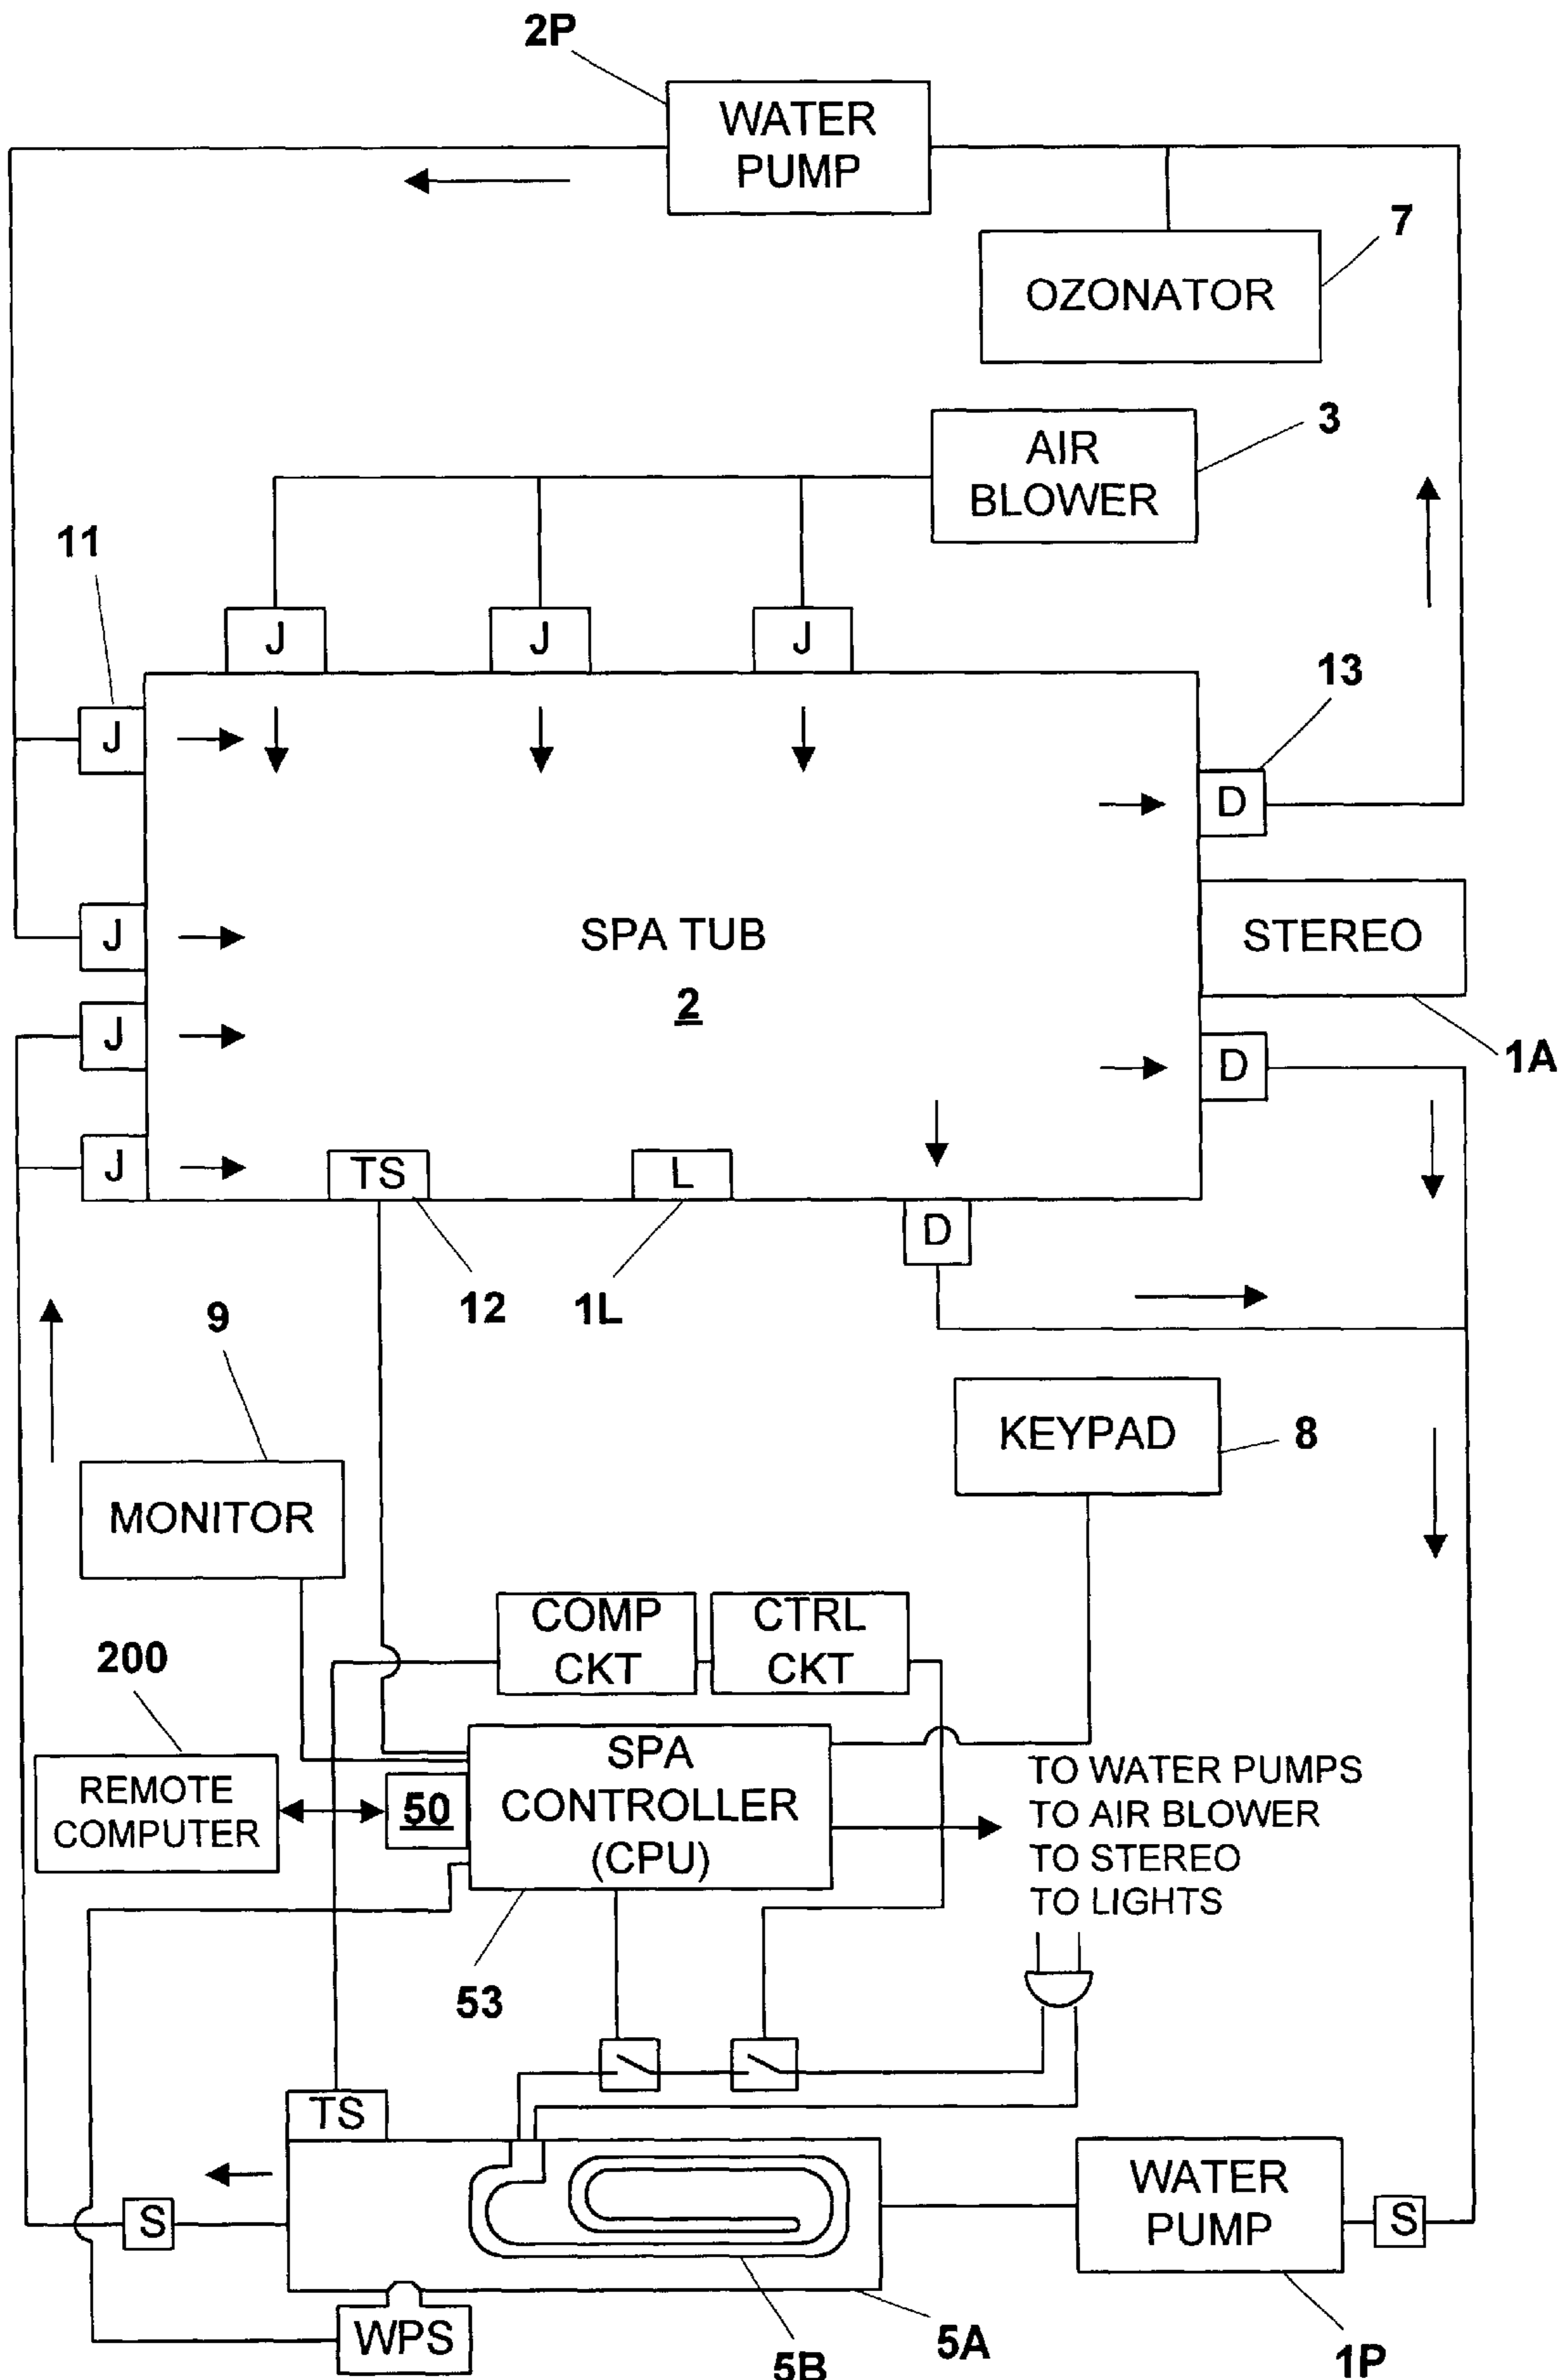 2P
WATER
PUMP
7
OZONATOR
3
AIR
BLOWER
11
J
J
J
13
J
D
J
SPA TUB
STEREO
2
J
D
1A
J
TS
L
D
12
1L
9
KEYPAD
8
MONITOR
COMP
CKT
CTRL
CKT
200
REMOTE
COMPUTER
50
SPA
CONTROLLER
(CPU)
TO WATER PUMPS
TO AIR BLOWER
TO STEREO
TO LIGHTS
53
TS
S
WATER
PUMP
S
WPS
5B
5A
1P